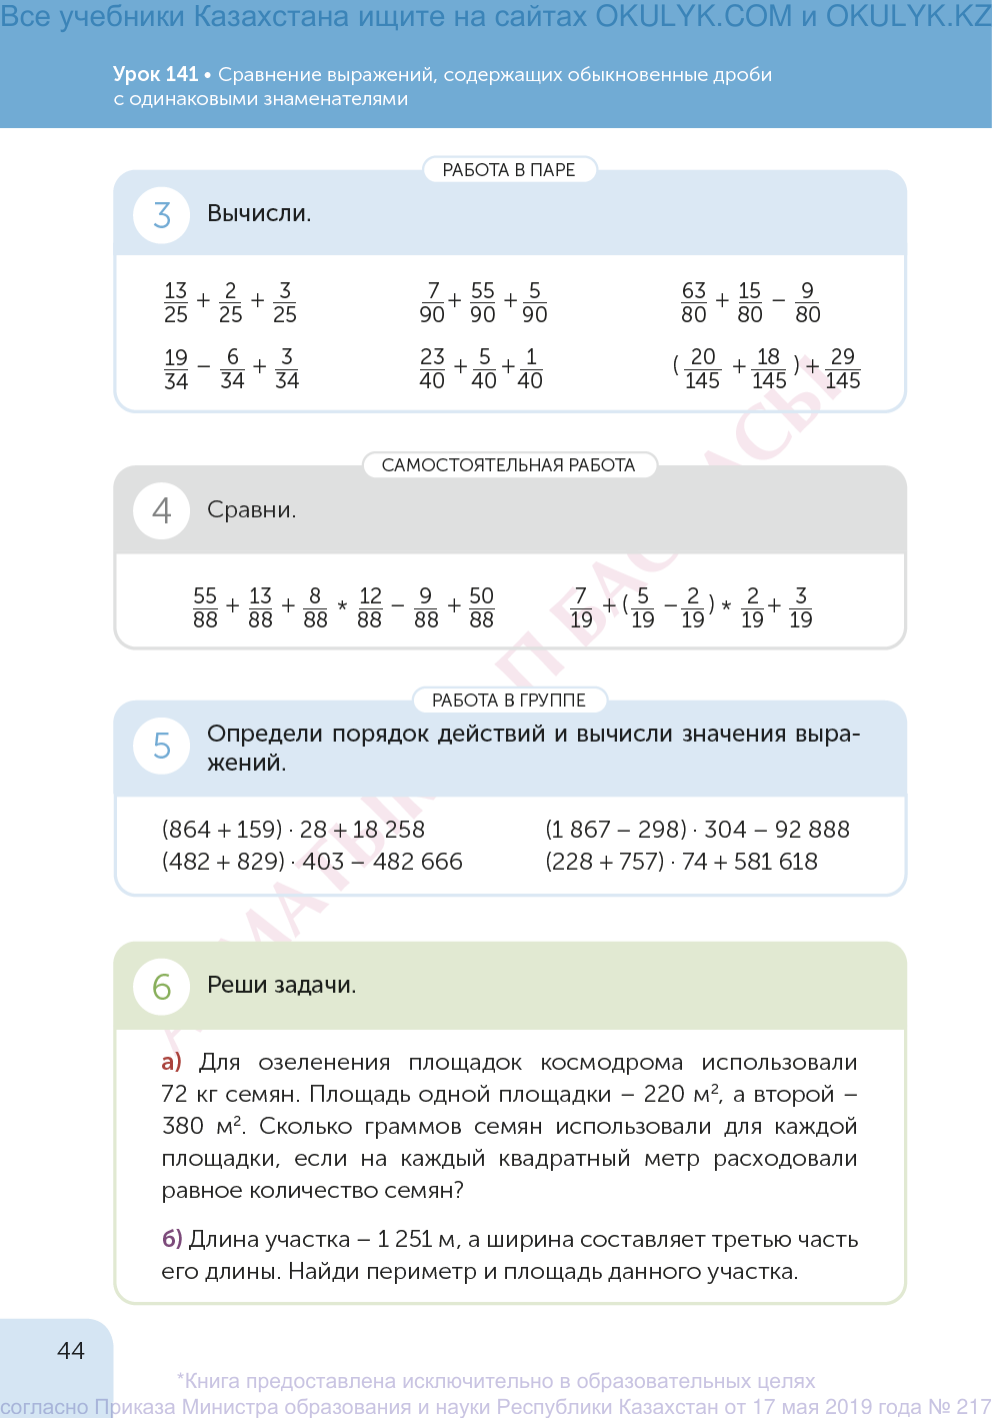 Все учебники Казахстана ищите на сайтах OKULYK.COM и OKULYK.KZ
Урок 141 • Сравнение выражений, содержащих обыкновенные дроби
с одинаковыми знаменателями
РАБОТА В ПАРЕ
3 Вычисли.
13/25 + 2/25 + 3/25 7/90 + 55/90 + 5/90 63/80 + 15/80 – 9/80
19/34 – 6/34 + 3/34 23/40 + 5/40 + 1/40 (20/145 + 18/145) + 29/145
САМОСТОЯТЕЛЬНАЯ РАБОТА
4 Сравни.
55/88 + 13/88 + 8/88 * 12/88 – 9/88 + 50/88 7/19 + (5/19 – 2/19) * 2/19 + 3/19
РАБОТА В ГРУППЕ
5 Определи порядок действий и вычисли значения выра-
жений.
(864 + 159) · 28 + 18 258 (1 867 – 298) · 304 – 92 888
(482 + 829) · 403 – 482 666 (228 + 757) · 74 + 581 618
6 Реши задачи.
а) Для озеленения площадок космодрома использовали
72 кг семян. Площадь одной площадки – 220 м², а второй –
380 м². Сколько граммов семян использовали для каждой
площадки, если на каждый квадратный метр расходовали
равное количество семян?
б) Длина участка – 1 251 м, а ширина составляет третью часть
его длины. Найди периметр и площадь данного участка.
44
*Книга предоставлена исключительно в образовательных целях
согласно Приказа Министра образования и науки Республики Казахстан от 17 мая 2019 года № 217